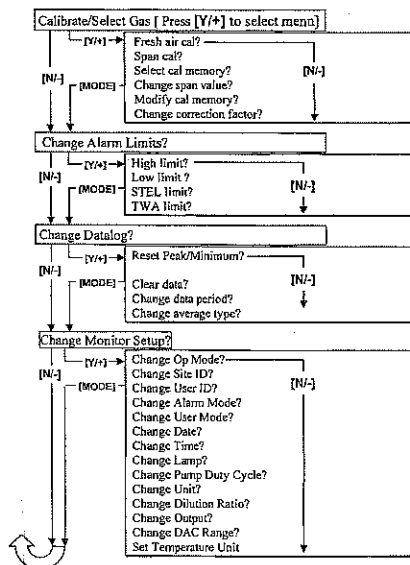 Calibrate/Select Gas [ Press [Y/+] to select menu]
[Y/+]
Fresh air cal?
Span cal?
[N/-]
Select cal memory?
[N/-]
[MODE]
Change span value?
Modify cal memory?
Change correction factor?
Change Alarm Limits?
[Y/+]
High limit?
[N/-]
Low limit ?
[MODE]
STEL limit?
[N/-]
TWA limit?
Change Datalog?
[Y/+]
Reset Peak/Minimum?
[N/-]
[MODE]
Clear data?
[N/-]
Change data period?
Change average type?
Change Monitor Setup?
[Y/+]
Change Op Mode?
[N/-]
[MODE]
Change Site ID?
[N/-]
Change User ID?
Change Alarm Mode?
Change User Mode?
Change Date?
Change Time?
Change Lamp?
Change Pump Duty Cycle?
Change Unit?
Change Dilution Ratio?
Change Output?
Change DAC Range?
Set Temperature Unit